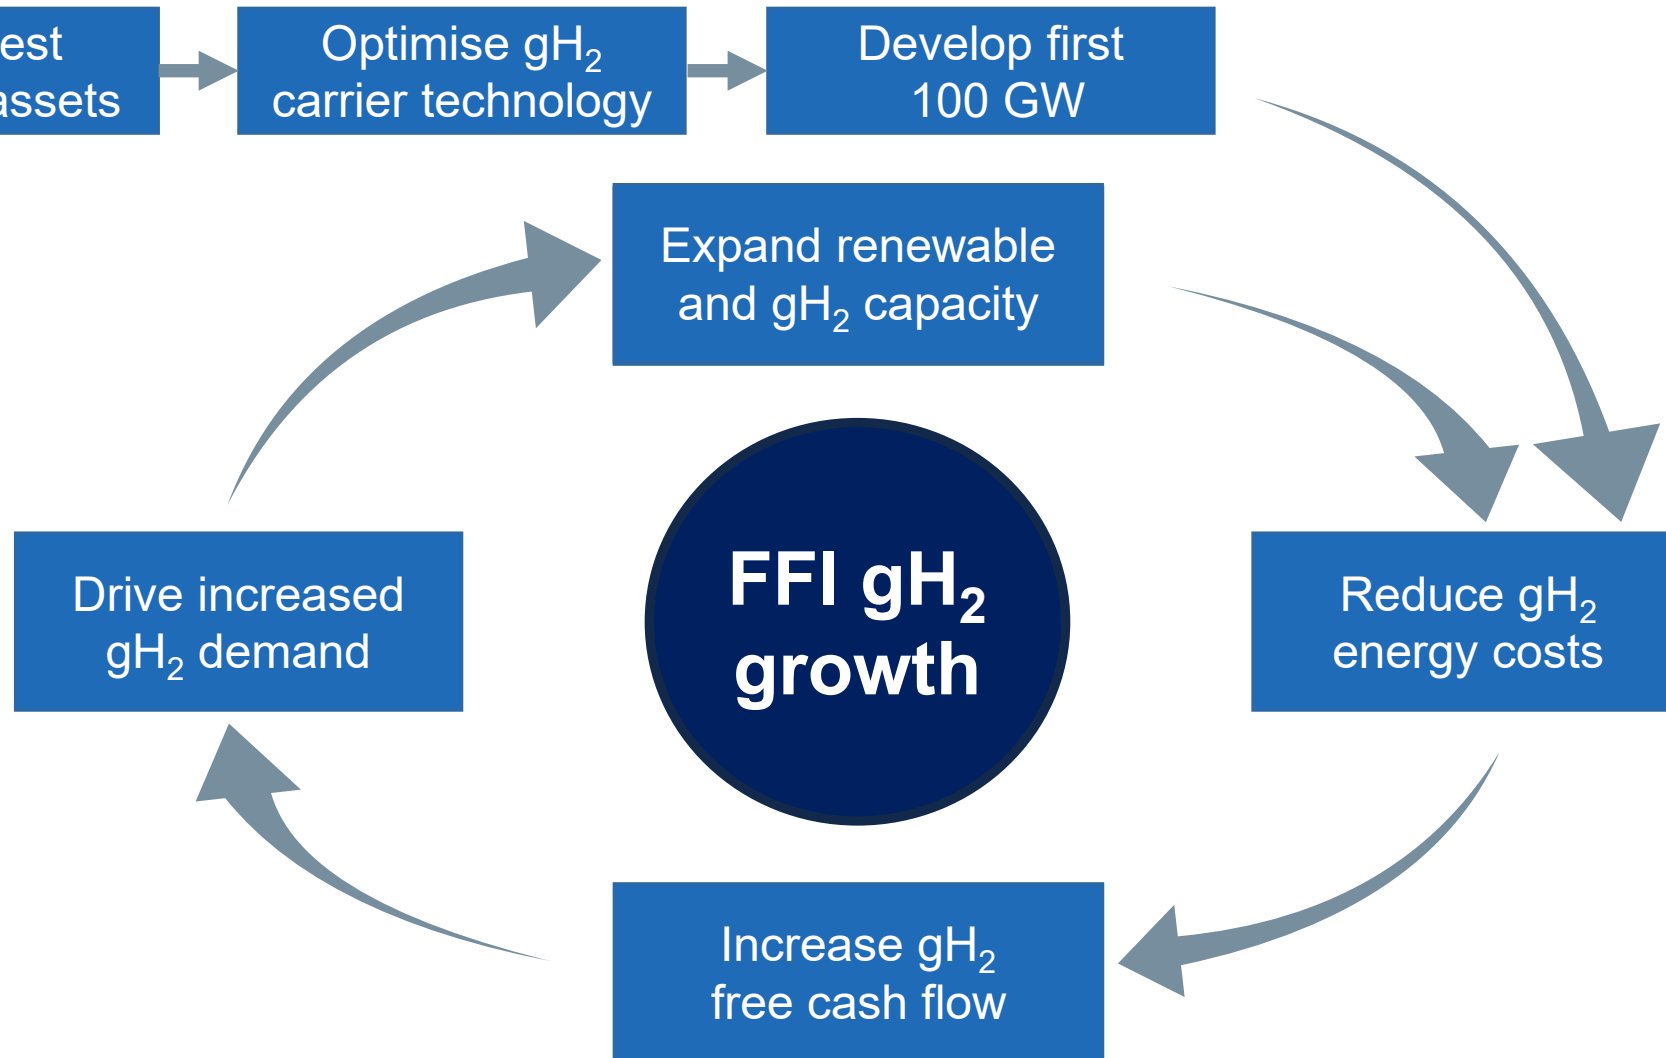 assets
Optimise gH₂
carrier technology
Develop first
100 GW
Expand renewable
and gH₂ capacity
FFI gH₂
growth
Drive increased
gH₂ demand
Reduce gH₂
energy costs
Increase gH₂
free cash flow